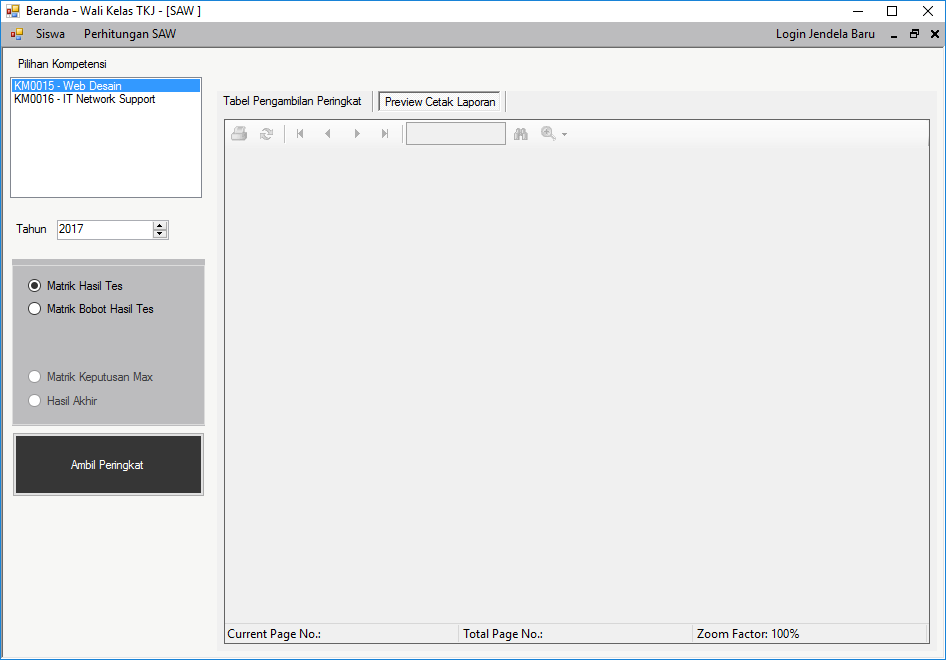 Beranda - Wali Kelas TKJ - [SAW ]
Siswa Perhitungan SAW Login Jendela Baru
Pilihan Kompetensi
KM0015 - Web Desain
KM0016 - IT Network Support
Tabel Pengambilan Peringkat Preview Cetak Laporan
Tahun 2017
Matrik Hasil Tes
Matrik Bobot Hasil Tes
Matrik Keputusan Max
Hasil Akhir
Ambil Peringkat
Current Page No.: Total Page No.: Zoom Factor: 100%